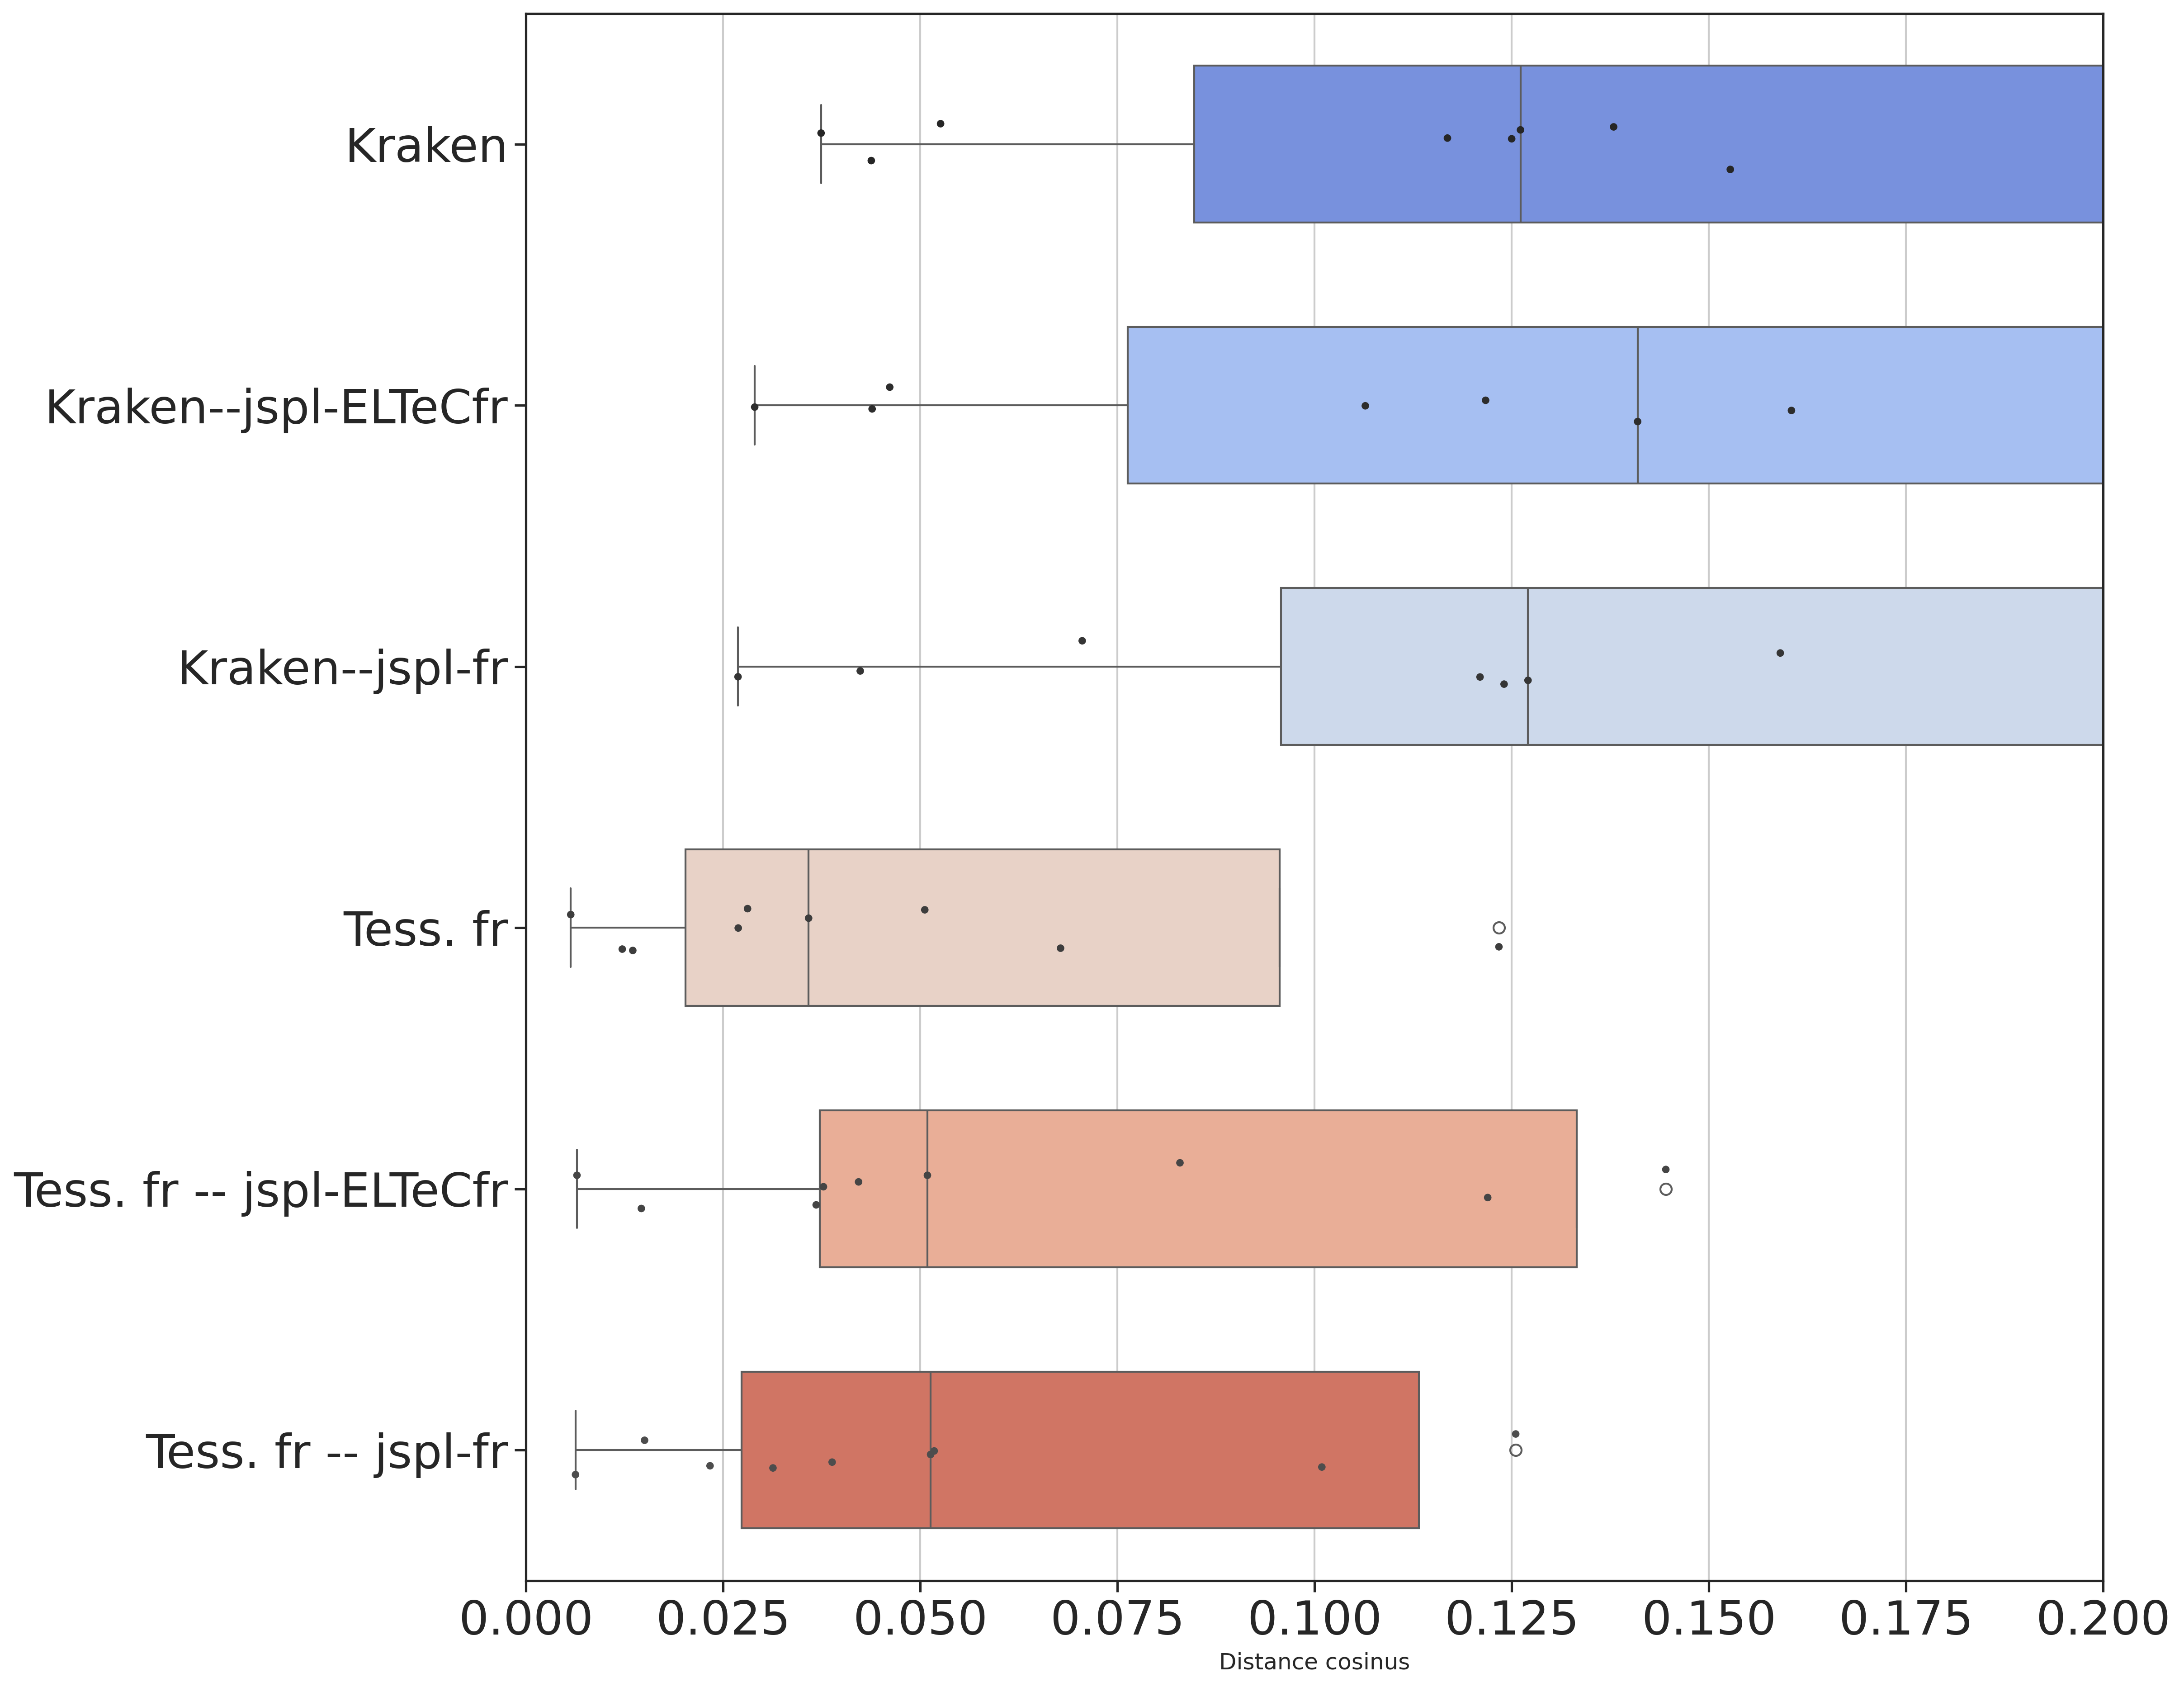 Kraken
Kraken--jspl-ELTeCfr
Kraken--jspl-fr
Tess. fr
Tess. fr -- jspl-ELTeCfr
Tess. fr -- jspl-fr
0.000 0.025 0.050 0.075 0.100 0.125 0.150 0.175 0.200
Distance cosinus